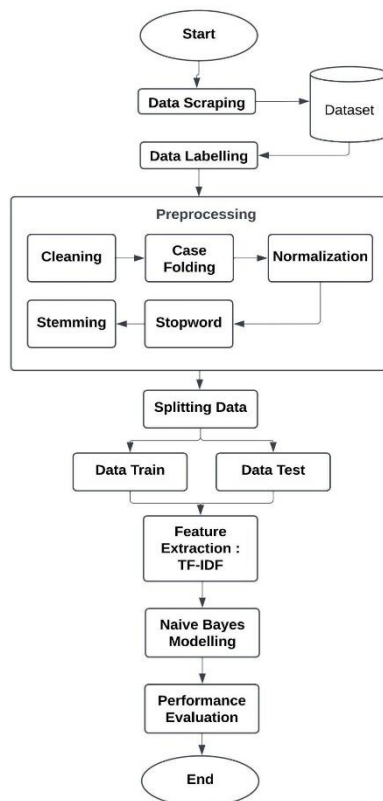 Start
Data Scraping
Dataset
Data Labelling
Preprocessing
Cleaning
Case
Folding
Normalization
Stemming
Stopword
Splitting Data
Data Train
Data Test
Feature
Extraction :
TF-IDF
Naive Bayes
Modelling
Performance
Evaluation
End